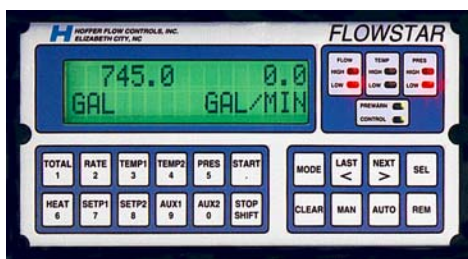 HOFFER FLOW CONTROLS, INC.
ELIZABETH CITY, NC
FLOWSTAR
745.0 0.0
GAL GAL/MIN
FLOW TEMP PRES
HIGH HIGH HIGH
LOW LOW LOW
PREWARN
CONTROL
TOTAL RATE TEMP1 TEMP2 PRES START
1 2 3 4 5 .
HEAT SETP1 SETP2 AUX1 AUX2 STOP
6 7 8 9 0 SHIFT
MODE LAST NEXT SEL
< >
CLEAR MAN AUTO REM